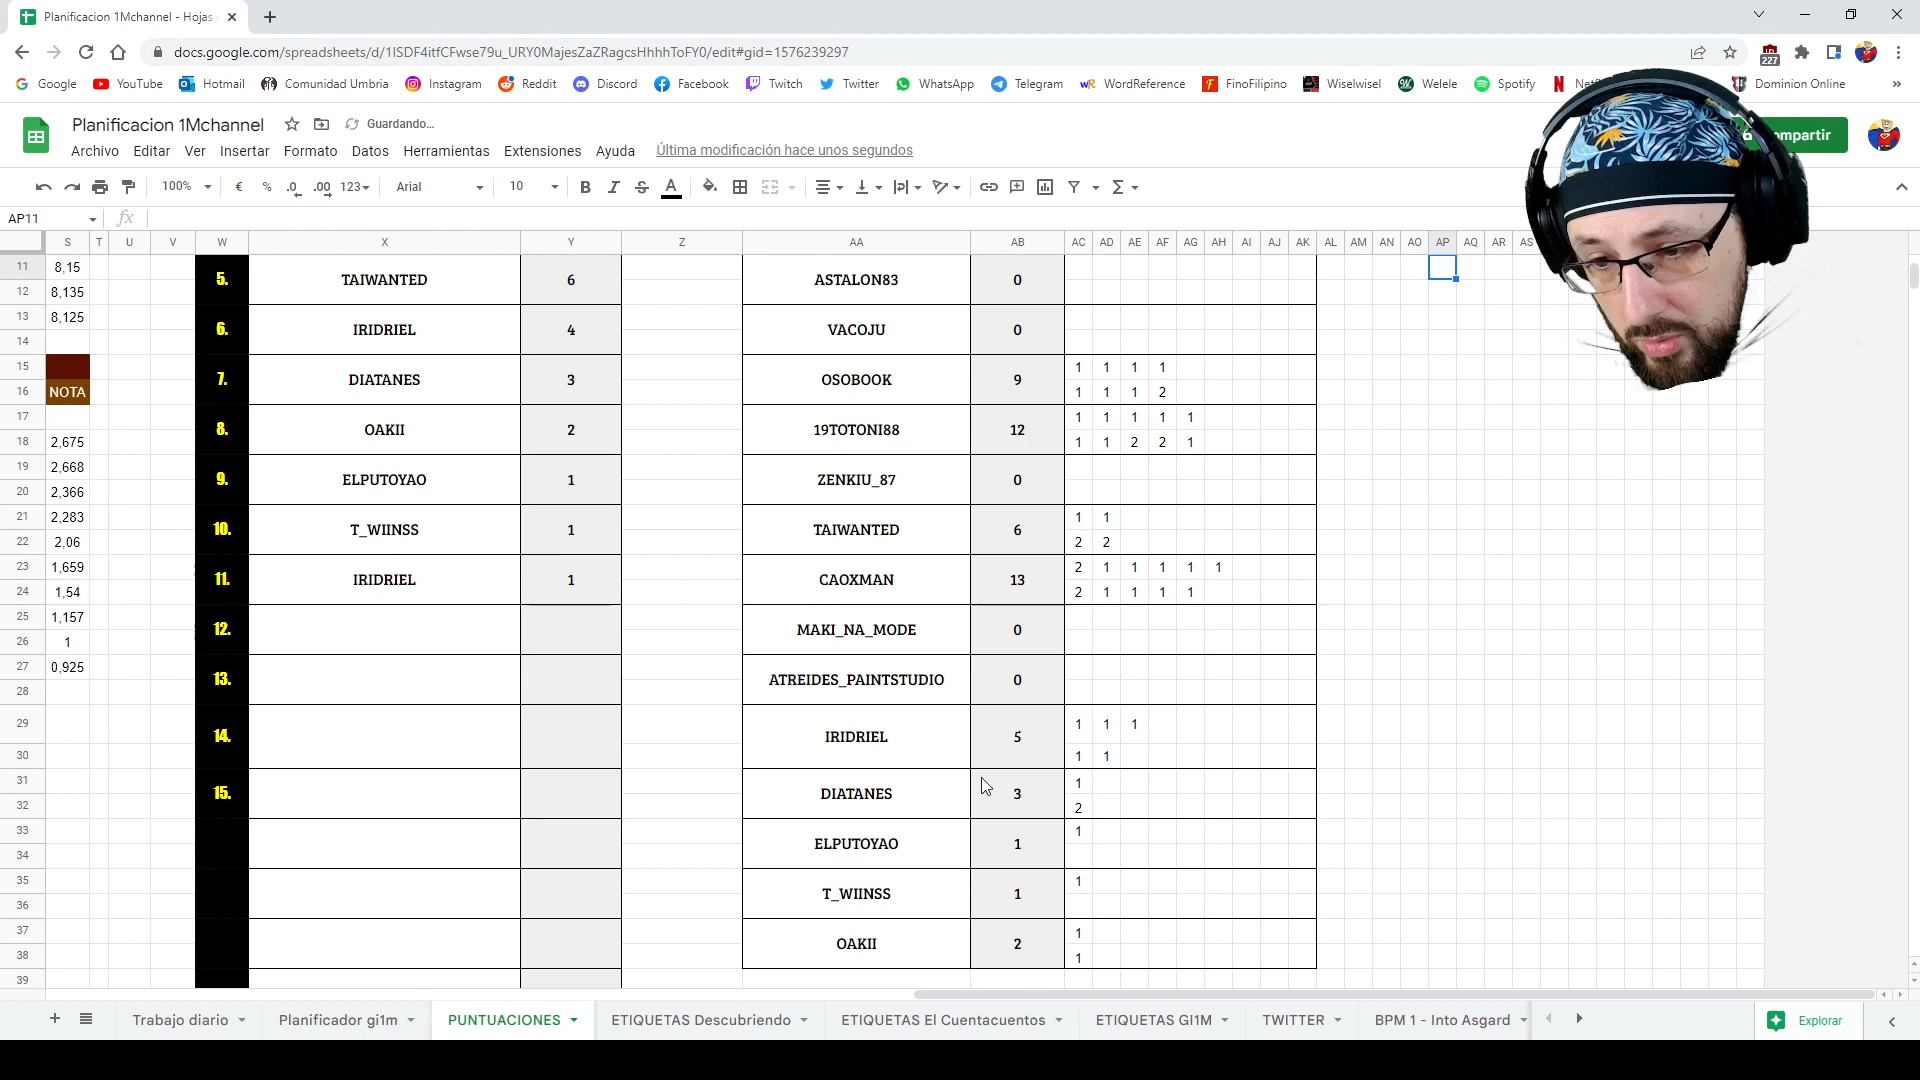 Planificacion 1Mchannel - Hojas
docs.google.com/spreadsheets/d/1ISDF4itfCFwse79u_URY0MajesZaZRagcsHhhhToFY0/edit#gid=1576239297
227
Google YouTube Hotmail Comunidad Umbria Instagram Reddit Discord Facebook Twitch Twitter WhatsApp Telegram WordReference FinoFilipino Wiselwisel Welele Spotify Dominion Online »
Planificacion 1Mchannel Guardando...
Archivo Editar Ver Insertar Formato Datos Herramientas Extensiones Ayuda Última modificación hace unos segundos
100% € % .0 .00 123 Arial 10 B I S A Σ
AP11 fx
S T U V W X Y Z AA AB AC AD AE AF AG AH AI AJ AK AL AM AN AO AP AQ AR AS
11 8,15 5. TAIWANTED 6 ASTALON83 0
12 8,135
13 8,125 6. IRIDRIEL 4 VACOJU 0
14
15 7. DIATANES 3 OSOBOOK 9 1 1 1 1
16 NOTA 1 1 1 2
17 8. OAKII 2 19TOTONI88 12 1 1 1 1 1
18 2,675 1 1 2 2 1
19 2,668 9. ELPUTOYAO 1 ZENKIU_87 0
20 2,366
21 2,283 10. T_WIINSS 1 TAIWANTED 6 1 1
22 2,06 2 2
23 1,659 11. IRIDRIEL 1 CAOXMAN 13 2 1 1 1 1 1
24 1,54 2 1 1 1 1
25 1,157 12. MAKI_NA_MODE 0
26 1
27 0,925 13. ATREIDES_PAINTSTUDIO 0
28
29 14. IRIDRIEL 5 1 1 1
30 1 1
31 15. DIATANES 3 1
32 2
33 ELPUTOYAO 1 1
34
35 T_WIINSS 1 1
36
37 OAKII 2 1
38 1
39
Trabajo diario Planificador gi1m PUNTUACIONES ETIQUETAS Descubriendo ETIQUETAS El Cuentacuentos ETIQUETAS GI1M TWITTER BPM 1 - Into Asgard Explorar